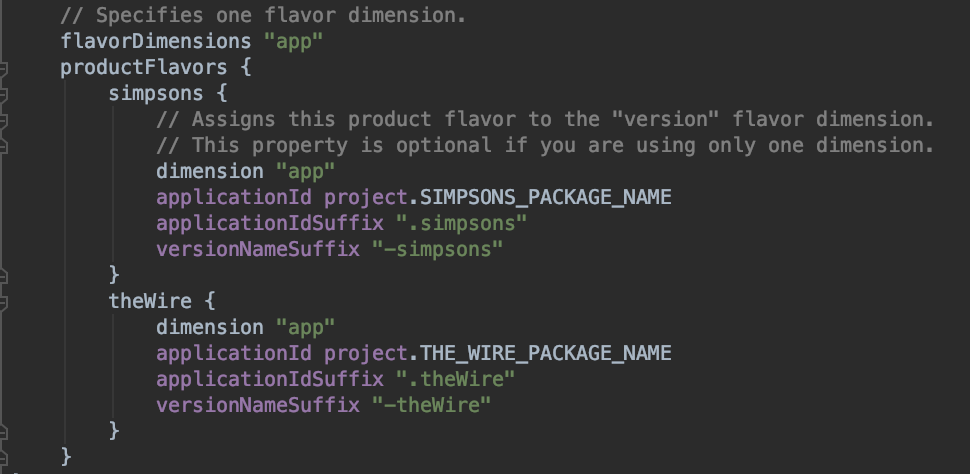 // Specifies one flavor dimension.
flavorDimensions "app"
productFlavors {
simpsons {
// Assigns this product flavor to the "version" flavor dimension.
// This property is optional if you are using only one dimension.
dimension "app"
applicationId project.SIMPSONS_PACKAGE_NAME
applicationIdSuffix ".simpsons"
versionNameSuffix "-simpsons"
}
theWire {
dimension "app"
applicationId project.THE_WIRE_PACKAGE_NAME
applicationIdSuffix ".theWire"
versionNameSuffix "-theWire"
}
}